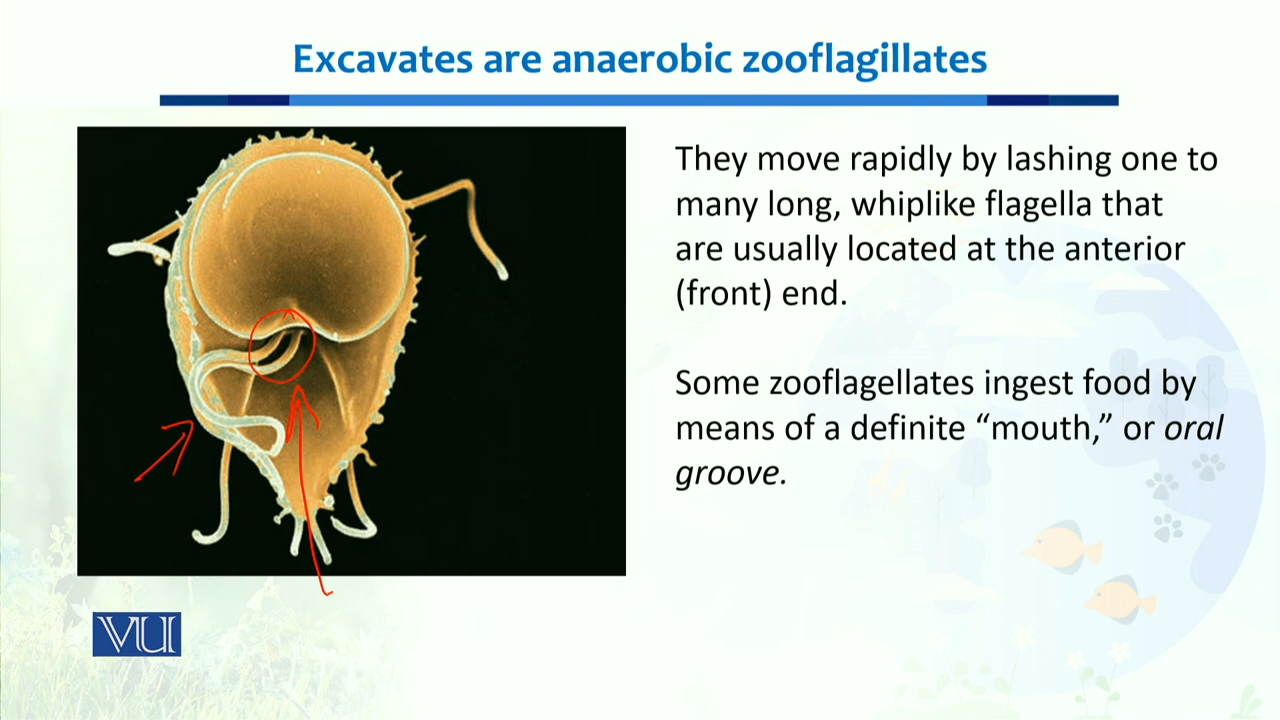 Excavates are anaerobic zooflagillates
They move rapidly by lashing one to
many long, whiplike flagella that
are usually located at the anterior
(front) end.
Some zooflagellates ingest food by
means of a definite “mouth,” or oral
groove.
VU